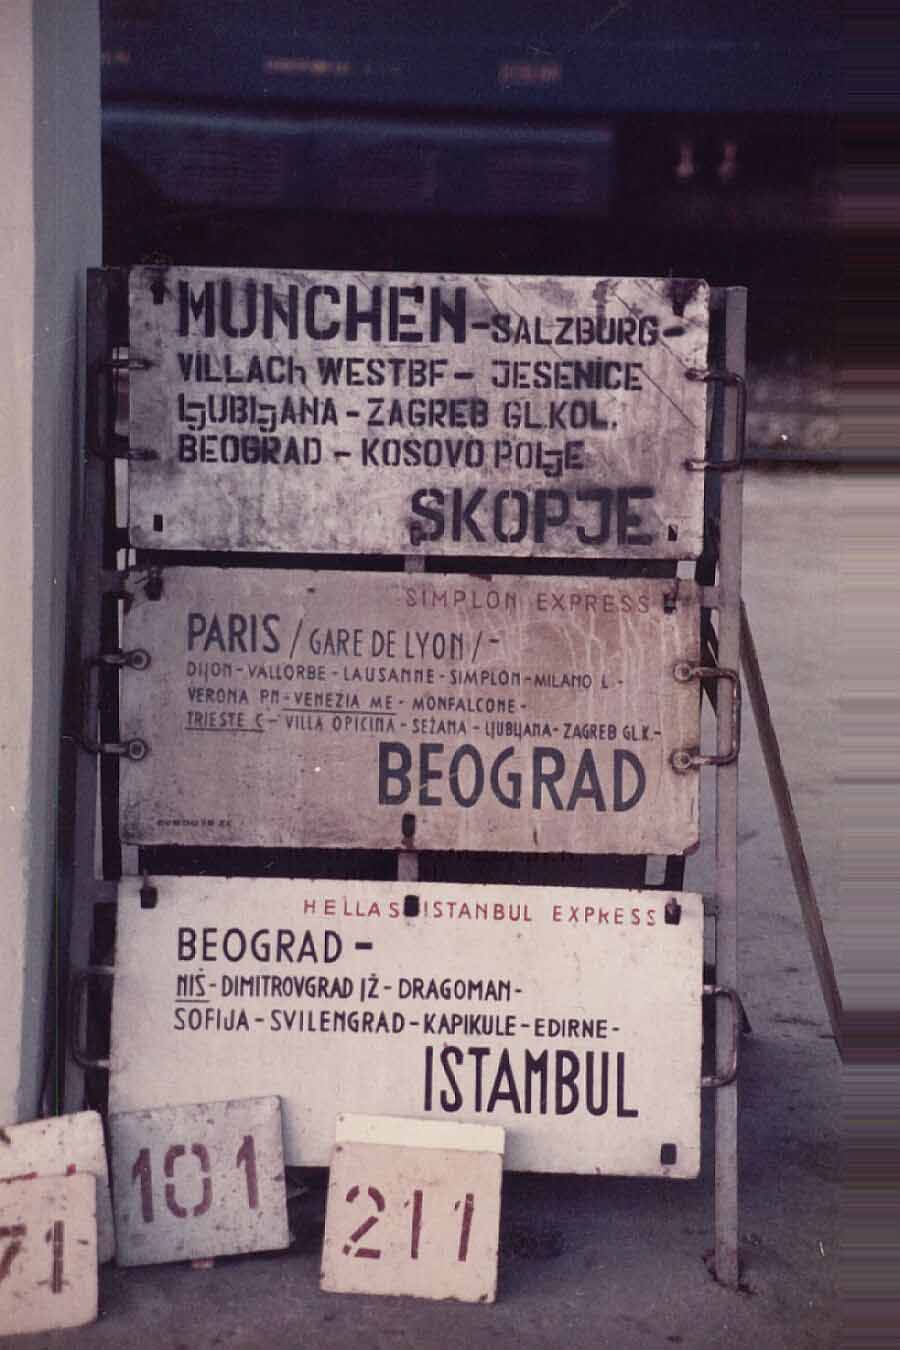 MUNCHEN-SALZBURG-
VILLACh WESTBF- JESENICE
LjUBLjANA-ZAGREB GL.KOL.
BEOGRAD-KOSOVO POLjE
SKOPJE
SIMPLON EXPRESS
PARIS /GARE DE LYON/-
DIJON-VALLORBE-LAUSANNE-SIMPLON-MILANO L.-
VERONA PN-VENEZIA ME-MONFALCONE-
TRIESTE C-VILLA OPICINA-SEŽANA-LJUBLJANA-ZAGREB GL.K.-
BEOGRAD
HELLAS ISTANBUL EXPRESS
BEOGRAD-
NIŠ-DIMITROVGRAD IŽ-DRAGOMAN-
SOFIJA-SVILENGRAD-KAPIKULE-EDIRNE-
ISTAMBUL
101
211
71